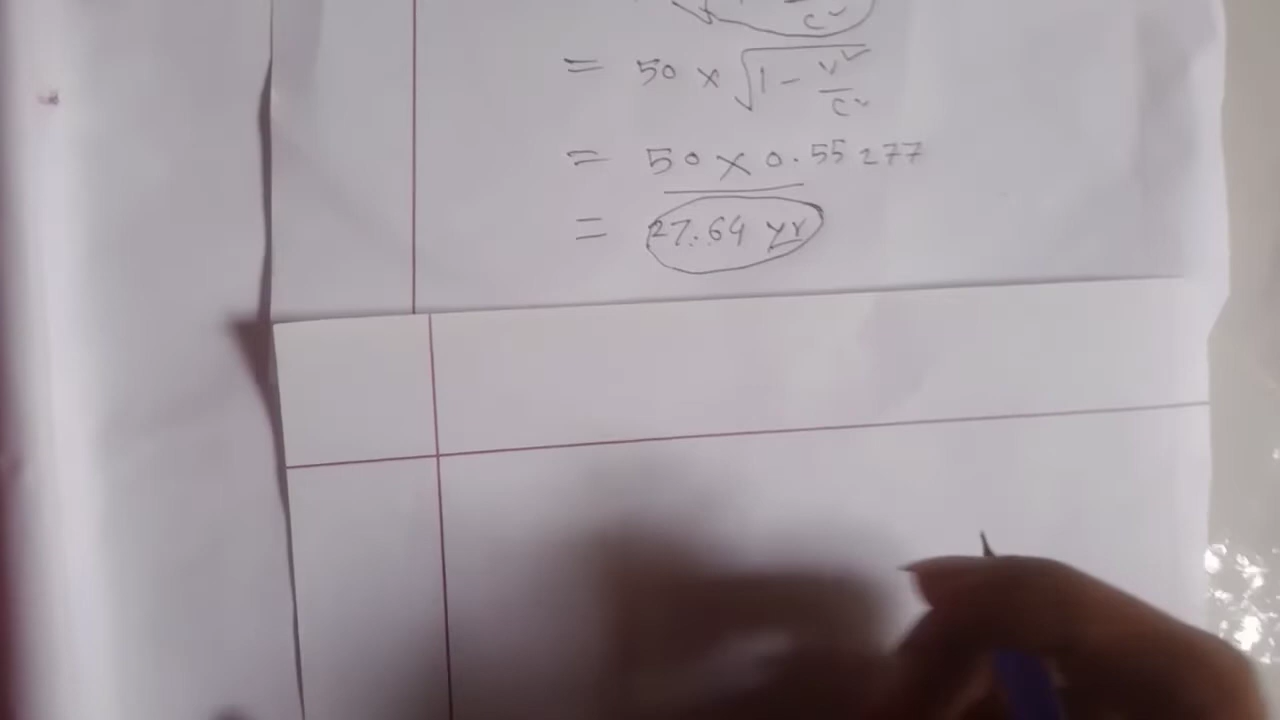 = 50 × √1 - v²/c²
= 50 × 0.55277
= 27.64 yr